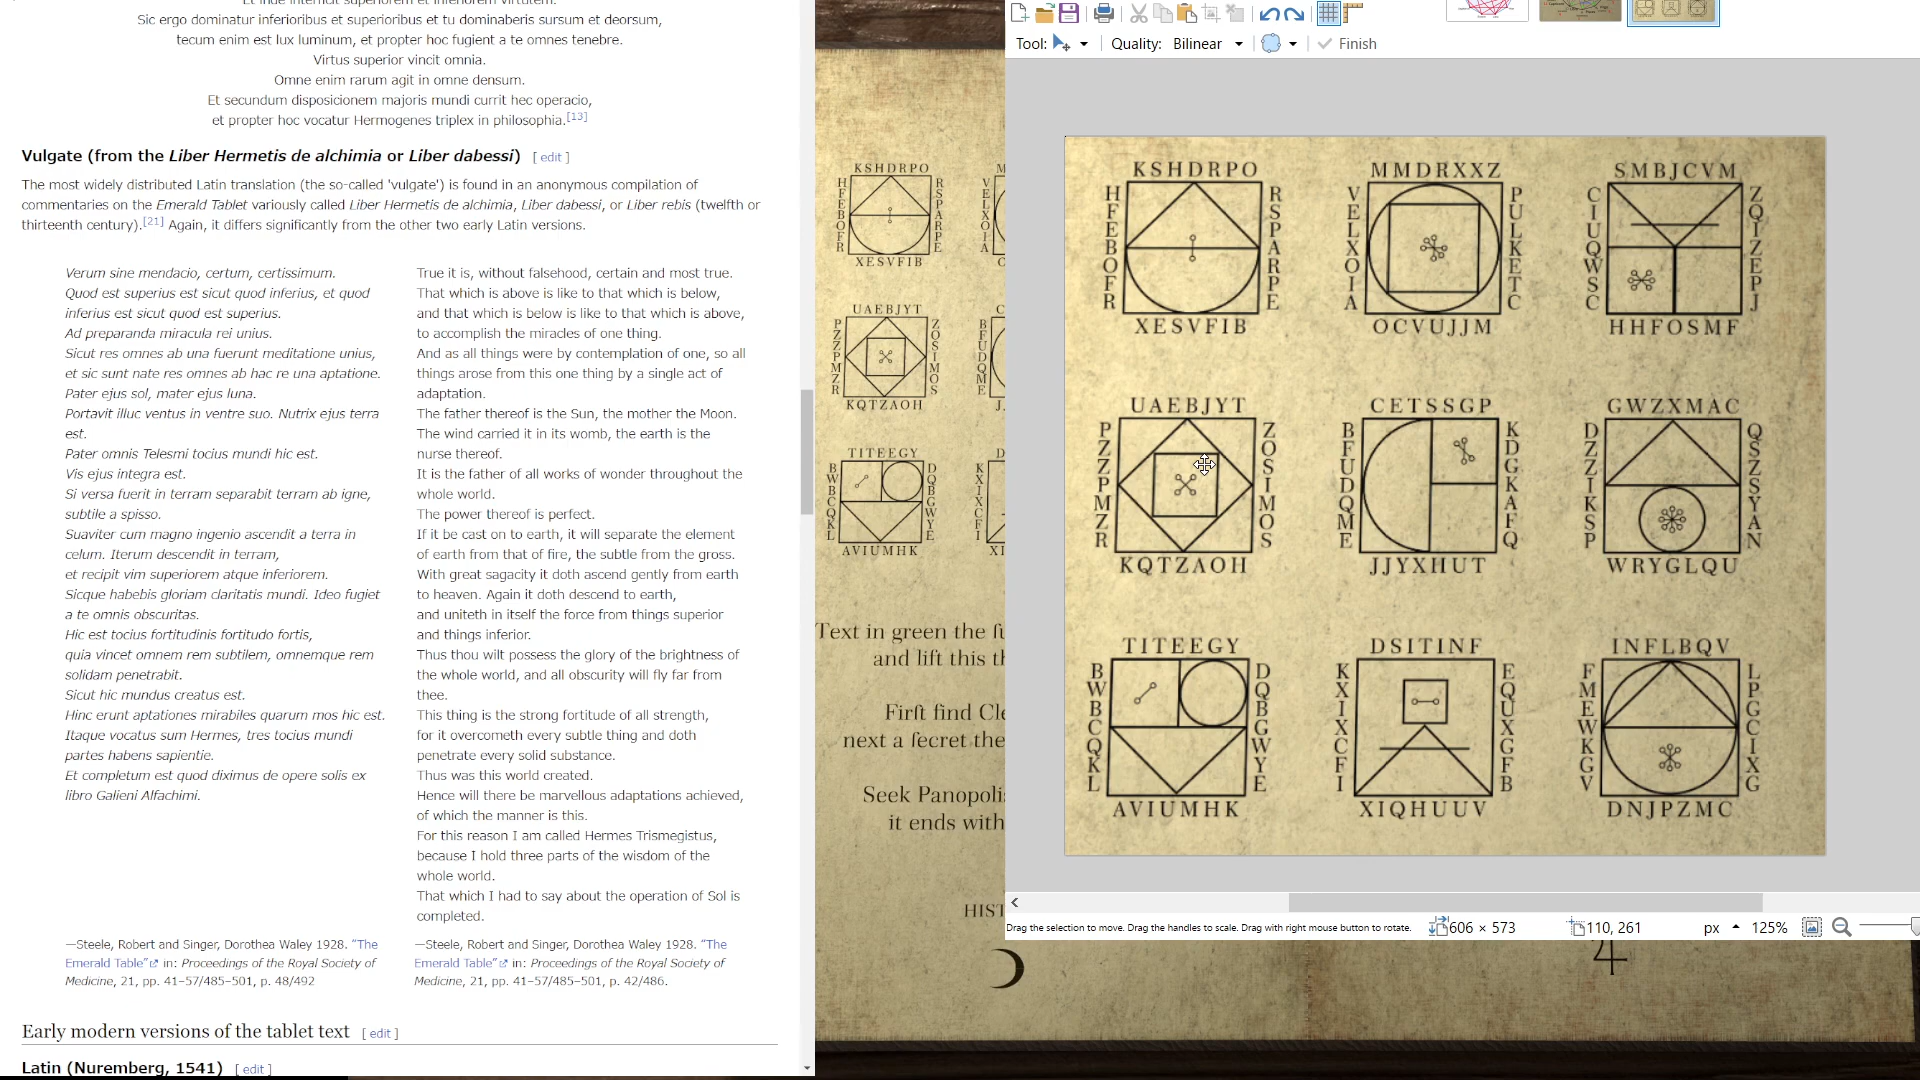 Et inde interficit superiorem et inferiorem virtutem.
Sic ergo dominatur inferioribus et superioribus et tu dominaberis sursum et deorsum,
tecum enim est lux luminum, et propter hoc fugient a te omnes tenebre.
Virtus superior vincit omnia.
Omne enim rarum agit in omne densum.
Et secundum disposicionem majoris mundi currit hec operacio,
et propter hoc vocatur Hermogenes triplex in philosophia.[13]
Vulgate (from the Liber Hermetis de alchimia or Liber dabessi) [ edit ]
The most widely distributed Latin translation (the so-called 'vulgate') is found in an anonymous compilation of
commentaries on the Emerald Tablet variously called Liber Hermetis de alchimia, Liber dabessi, or Liber rebis (twelfth or
thirteenth century).[21] Again, it differs significantly from the other two early Latin versions.
Verum sine mendacio, certum, certissimum.
Quod est superius est sicut quod inferius, et quod
inferius est sicut quod est superius.
Ad preparanda miracula rei unius.
Sicut res omnes ab una fuerunt meditatione unius,
et sic sunt nate res omnes ab hac re una aptatione.
Pater ejus sol, mater ejus luna.
Portavit illuc ventus in ventre suo. Nutrix ejus terra
est.
Pater omnis Telesmi tocius mundi hic est.
Vis ejus integra est.
Si versa fuerit in terram separabit terram ab igne,
subtile a spisso.
Suaviter cum magno ingenio ascendit a terra in
celum. Iterum descendit in terram,
et recipit vim superiorem atque inferiorem.
Sicque habebis gloriam claritatis mundi. Ideo fugiet
a te omnis obscuritas.
Hic est tocius fortitudinis fortitudo fortis,
quia vincet omnem rem subtilem, omnemque rem
solidam penetrabit.
Sicut hic mundus creatus est.
Hinc erunt aptationes mirabiles quarum mos hic est.
Itaque vocatus sum Hermes, tres tocius mundi
partes habens sapientie.
Et completum est quod diximus de opere solis ex
libro Galieni Alfachimi.
—Steele, Robert and Singer, Dorothea Waley 1928. "The
Emerald Table" in: Proceedings of the Royal Society of
Medicine, 21, pp. 41–57/485–501, p. 48/492
True it is, without falsehood, certain and most true.
That which is above is like to that which is below,
and that which is below is like to that which is above,
to accomplish the miracles of one thing.
And as all things were by contemplation of one, so all
things arose from this one thing by a single act of
adaptation.
The father thereof is the Sun, the mother the Moon.
The wind carried it in its womb, the earth is the
nurse thereof.
It is the father of all works of wonder throughout the
whole world.
The power thereof is perfect.
If it be cast on to earth, it will separate the element
of earth from that of fire, the subtle from the gross.
With great sagacity it doth ascend gently from earth
to heaven. Again it doth descend to earth,
and uniteth in itself the force from things superior
and things inferior.
Thus thou wilt possess the glory of the brightness of
the whole world, and all obscurity will fly far from
thee.
This thing is the strong fortitude of all strength,
for it overcometh every subtle thing and doth
penetrate every solid substance.
Thus was this world created.
Hence will there be marvellous adaptations achieved,
of which the manner is this.
For this reason I am called Hermes Trismegistus,
because I hold three parts of the wisdom of the
whole world.
That which I had to say about the operation of Sol is
completed.
—Steele, Robert and Singer, Dorothea Waley 1928. "The
Emerald Table" in: Proceedings of the Royal Society of
Medicine, 21, pp. 41–57/485–501, p. 42/486.
Early modern versions of the tablet text [ edit ]
Latin (Nuremberg, 1541) [ edit ]
KSHDRPO
HFEBOFR
RSPARPE
XESVFIB
VELXOIA
UAEBJYT
PZZPMZR
ZOSIMOS
KQTZAOH
BFUDQME
TITEEGY
BWBCQKL
DQBGWYE
AVIUMHK
KXIXCFI
Text in green the
and lift this
Firſt find
next a ſecret the
Seek
it ends with
HIST
Tool: Quality: Bilinear Finish
KSHDRPO
HFEBOFR
RSPARPE
XESVFIB
MMDRXXZ
VELXOIA
PULKETC
OCVUJJM
SMBJCVM
CIUQWSC
ZQIZEPJ
HHFOSMF
UAEBJYT
PZZPMZR
ZOSIMOS
KQTZAOH
CETSSGP
BFUDQME
KDGKAFQ
JJYXHUT
GWZXMAC
DZZIKSP
QSZSYAN
WRYGLQU
TITEEGY
BWBCQKL
DQBGWYE
AVIUMHK
DSITINF
KXIXCFI
EQUXGFB
XIQHUUV
INFLBQV
FMEWKGV
LPGCIXG
DNJPZMC
Drag the selection to move. Drag the handles to scale. Drag with right mouse button to rotate. 606 × 573 110, 261 px 125%